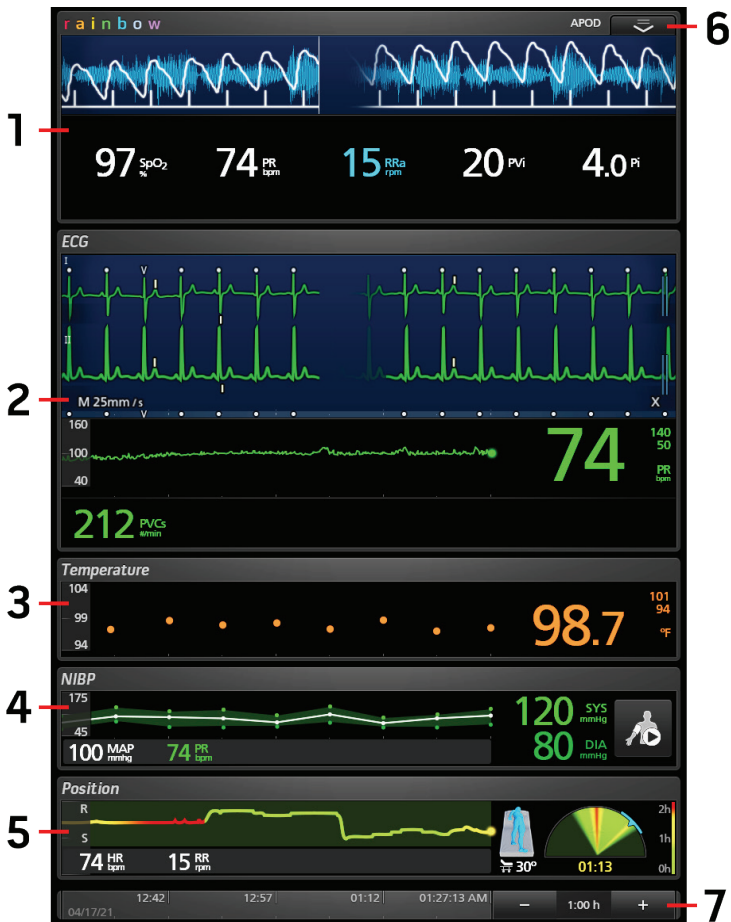 rainbow
APOD
6
1
97 SpO₂ %
74 PR bpm
15 RRa rpm
20 PVi
4.0 Pi
ECG
I
V
II
2
M 25mm/s
X
V
160
100
40
74
140
50
PR
bpm
212 PVCs #/min
Temperature
3
104
99
94
98.7
101
94
°F
NIBP
4
175
45
120 SYS mmHg
80 DIA mmHg
100 MAP mmHg
74 PR bpm
Position
5
R
S
74 HR bpm
15 RR rpm
30°
01:13
2h
1h
0h
12:42
12:57
01:12
01:27:13 AM
04/17/21
− 1:00 h +
7